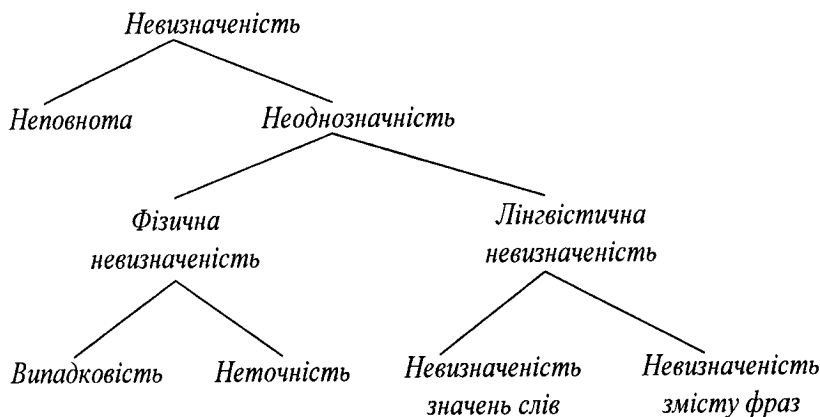 Невизначеність
Неповнота Неоднозначність
Фізична
невизначеність
Лінгвістична
невизначеність
Випадковість Неточність
Невизначеність
значень слів
Невизначеність
змісту фраз